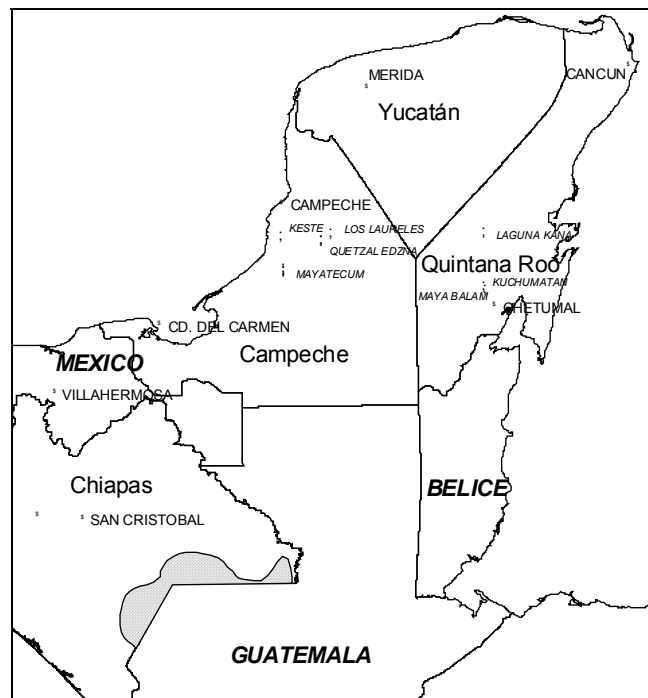 MERIDA
CANCUN
Yucatán
CAMPECHE
KESTE
LOS LAURELES
LAGUNA KANA
QUETZAL EDZNA
Quintana Roo
MAYATECUM
KUCHUMATAN
MAYA BALAM
CHETUMAL
CD. DEL CARMEN
Campeche
MEXICO
VILLAHERMOSA
Chiapas
BELICE
SAN CRISTOBAL
GUATEMALA